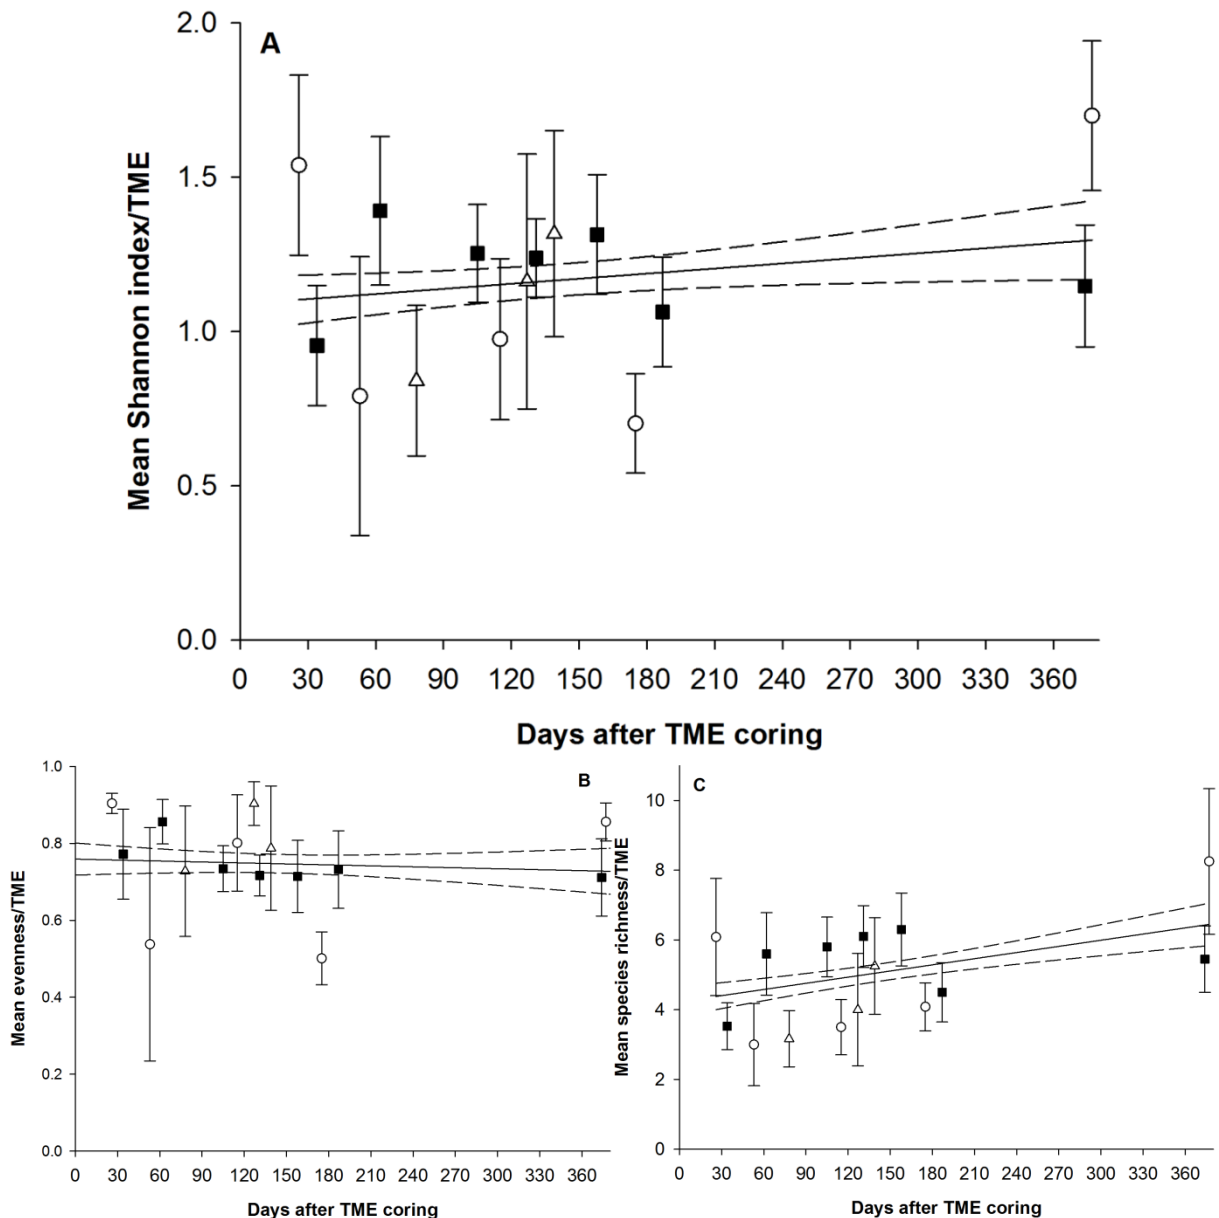 A
Mean Shannon index/TME
2.0
1.5
1.0
0.5
0.0
0 30 60 90 120 150 180 210 240 270 300 330 360
Days after TME coring
B
Mean evenness/TME
1.0
0.8
0.6
0.4
0.2
0.0
0 30 60 90 120 150 180 210 240 270 300 330 360
Days after TME coring
C
Mean species richness/TME
10
8
6
4
2
0
0 30 60 90 120 150 180 210 240 270 300 330 360
Days after TME coring